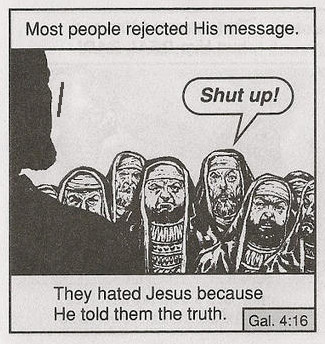 Most people rejected His message.
Shut up!
They hated Jesus because
He told them the truth.
Gal. 4:16